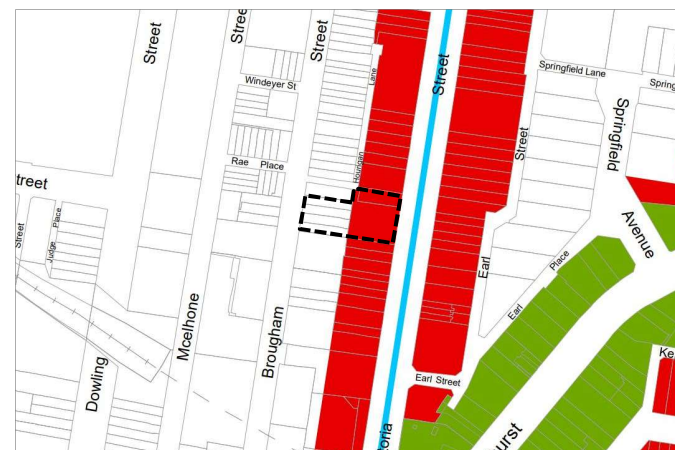 Street
Stree
Street
Street
Springfield Lane
Spring
Windeyer St
Lane
Hourigan
Springfield
Street
Rae Place
treet
Place
Judge
Street
Avenue
Earl
Place
Earl
Mcelhone
Brougham
Dowling
Earl Street
Ke
oria
urst